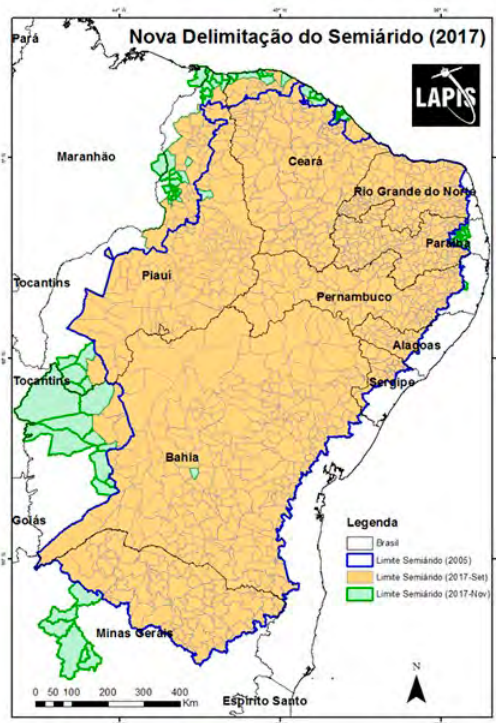 Nova Delimitação do Semiárido (2017)
Pará
LAPIS
Maranhão
Ceará
Rio Grande do Norte
Paraíba
Piauí
Tocantins
Pernambuco
Alagoas
Tocantins
Sergipe
Bahia
Goiás
Legenda
Brasil
Limite Semiárido (2005)
Limite Semiárido (2017-Set)
Limite Semiárido (2017-Nov)
Minas Gerais
N
0 50 100 200 300 400
Km
Espírito Santo